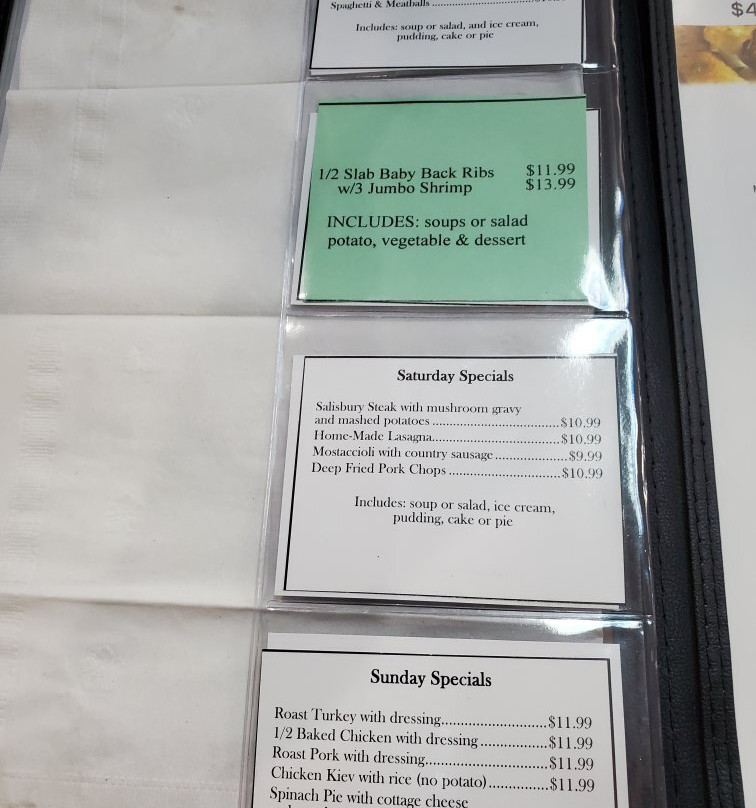 Spaghetti & Meatballs
Includes: soup or salad, and ice cream,
pudding, cake or pie
$4
1/2 Slab Baby Back Ribs $11.99
w/3 Jumbo Shrimp $13.99
INCLUDES: soups or salad
potato, vegetable & dessert
Saturday Specials
Salisbury Steak with mushroom gravy
and mashed potatoes ..............................$10.99
Home-Made Lasagna..............................$10.99
Mostaccioli with country sausage.................$9.99
Deep Fried Pork Chops ..........................$10.99
Includes: soup or salad, ice cream,
pudding, cake or pie
Sunday Specials
Roast Turkey with dressing..........................$11.99
1/2 Baked Chicken with dressing ................$11.99
Roast Pork with dressing.............................$11.99
Chicken Kiev with rice (no potato)...............$11.99
Spinach Pie with cottage cheese